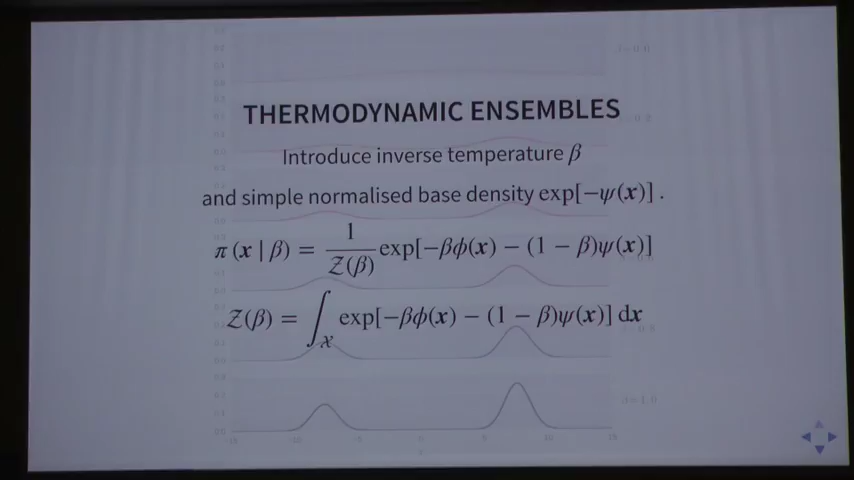 THERMODYNAMIC ENSEMBLES
Introduce inverse temperature β
and simple normalised base density exp[−ψ(x)] .
π (x | β) = 1/𝒵(β) exp[−βϕ(x) − (1 − β)ψ(x)]
𝒵(β) = ∫_𝒳 exp[−βϕ(x) − (1 − β)ψ(x)] dx